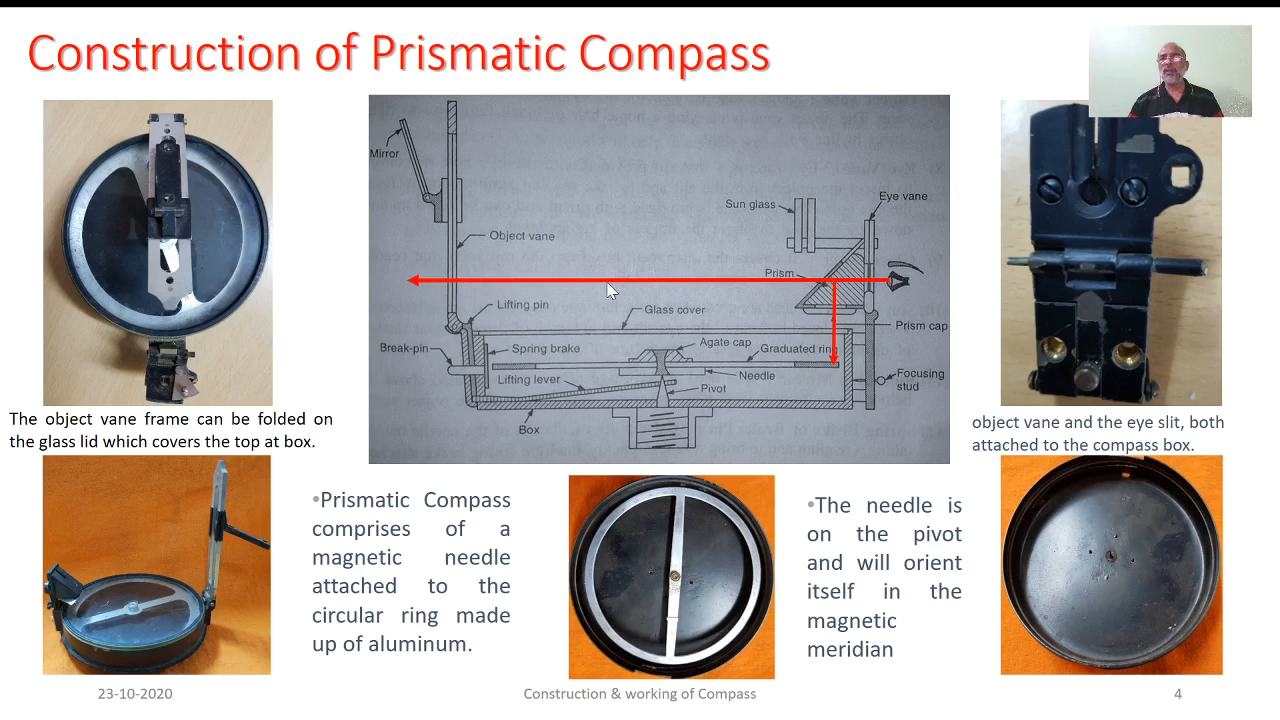 Construction of Prismatic Compass
Mirror
Object vane
Sun glass
Eye vane
Prism
Lifting pin
Glass cover
Prism cap
Break-pin
Spring brake
Agate cap
Graduated ring
Needle
Focusing
stud
Lifting lever
Pivot
Box
The object vane frame can be folded on
the glass lid which covers the top at box.
object vane and the eye slit, both
attached to the compass box.
•Prismatic Compass
comprises of a
magnetic needle
attached to the
circular ring made
up of aluminum.
•The needle is
on the pivot
and will orient
itself in the
magnetic
meridian
23-10-2020
Construction & working of Compass
4